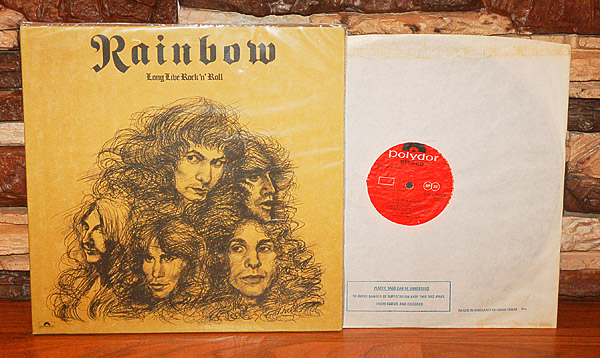 Rainbow
Long Live Rock 'n' Roll
polydor
STEREO
PLASTIC BAGS CAN BE DANGEROUS
TO AVOID DANGER OF SUFFOCATION KEEP THIS BAG AWAY
FROM BABIES AND CHILDREN
MADE IN ENGLAND